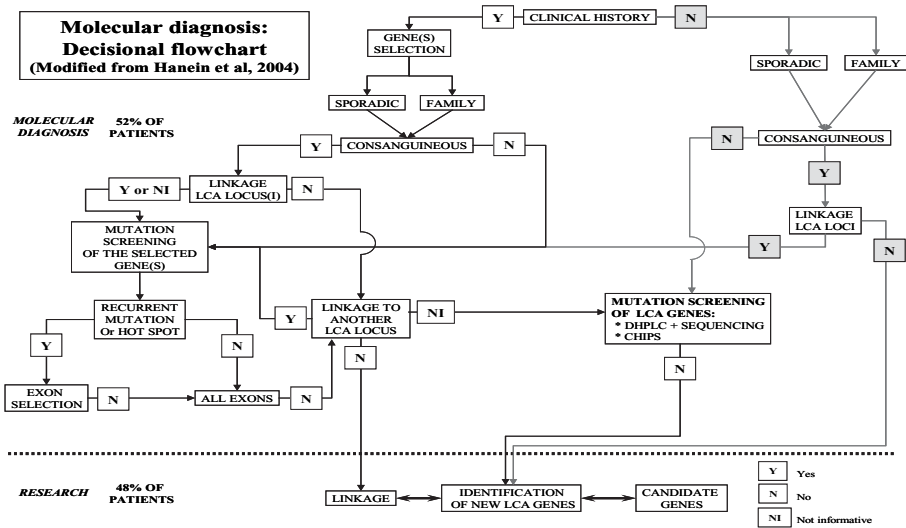 Molecular diagnosis:
Decisional flowchart
(Modified from Hanein et al, 2004)
Y
CLINICAL HISTORY
N
GENE(S)
SELECTION
SPORADIC
FAMILY
SPORADIC
FAMILY
MOLECULAR
DIAGNOSIS
52% OF
PATIENTS
Y
CONSANGUINEOUS
N
N
CONSANGUINEOUS
Y
Y or NI
LINKAGE
LCA LOCUS(I)
N
LINKAGE
LCA LOCI
MUTATION
SCREENING
OF THE SELECTED
GENE(S)
Y
N
RECURRENT
MUTATION
Or HOT SPOT
Y
LINKAGE TO
ANOTHER
LCA LOCUS
NI
MUTATION SCREENING
OF LCA GENES:
* DHPLC + SEQUENCING
* CHIPS
Y
N
N
N
EXON
SELECTION
N
ALL EXONS
N
RESEARCH
48% OF
PATIENTS
LINKAGE
IDENTIFICATION
OF NEW LCA GENES
CANDIDATE
GENES
Y Yes
N No
NI Not informative